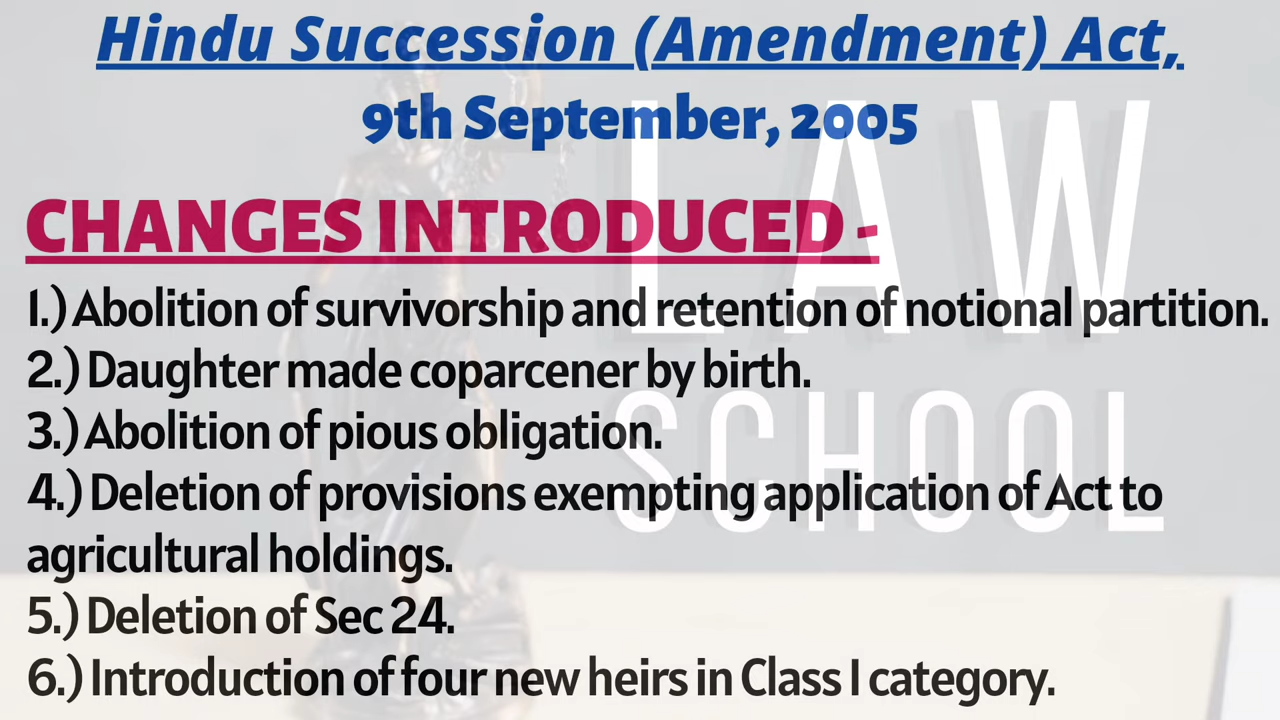 Hindu Succession (Amendment) Act,
9th September, 2005
LAW
CHANGES INTRODUCED -
1.) Abolition of survivorship and retention of notional partition.
2.) Daughter made coparcener by birth.
SCHOOL
3.) Abolition of pious obligation.
4.) Deletion of provisions exempting application of Act to
agricultural holdings.
5.) Deletion of Sec 24.
6.) Introduction of four new heirs in Class I category.